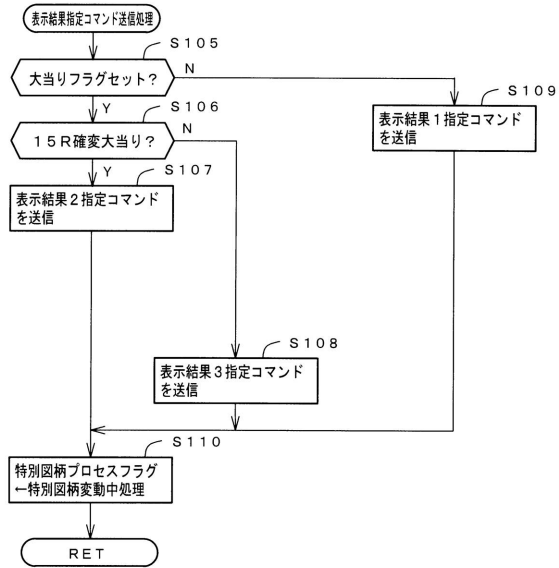 表示結果指定コマンド送信処理
S105
大当りフラグセット?
N
Y
S109
表示結果1指定コマンド
を送信
S106
15R確変大当り?
N
Y
S107
表示結果2指定コマンド
を送信
S108
表示結果3指定コマンド
を送信
S110
特別図柄プロセスフラグ
←特別図柄変動中処理
RET